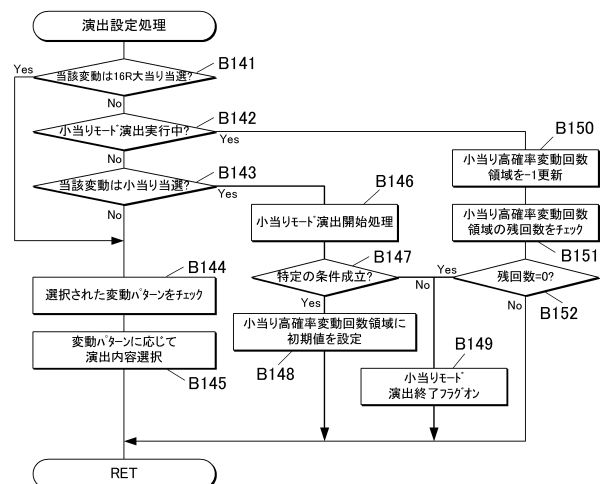 演出設定処理
当該変動は16R大当り当選?
B141
Yes
No
小当りモード演出実行中?
B142
Yes
No
当該変動は小当り当選?
B143
Yes
No
B150
小当り高確率変動回数
領域を-1更新
B146
小当りモード演出開始処理
小当り高確率変動回数
領域の残回数をチェック
B151
特定の条件成立?
B147
Yes
No
残回数=0?
Yes
No
B152
B144
選択された変動パターンをチェック
小当り高確率変動回数領域に
初期値を設定
B148
変動パターンに応じて
演出内容選択
B145
B149
小当りモード
演出終了フラグオン
RET